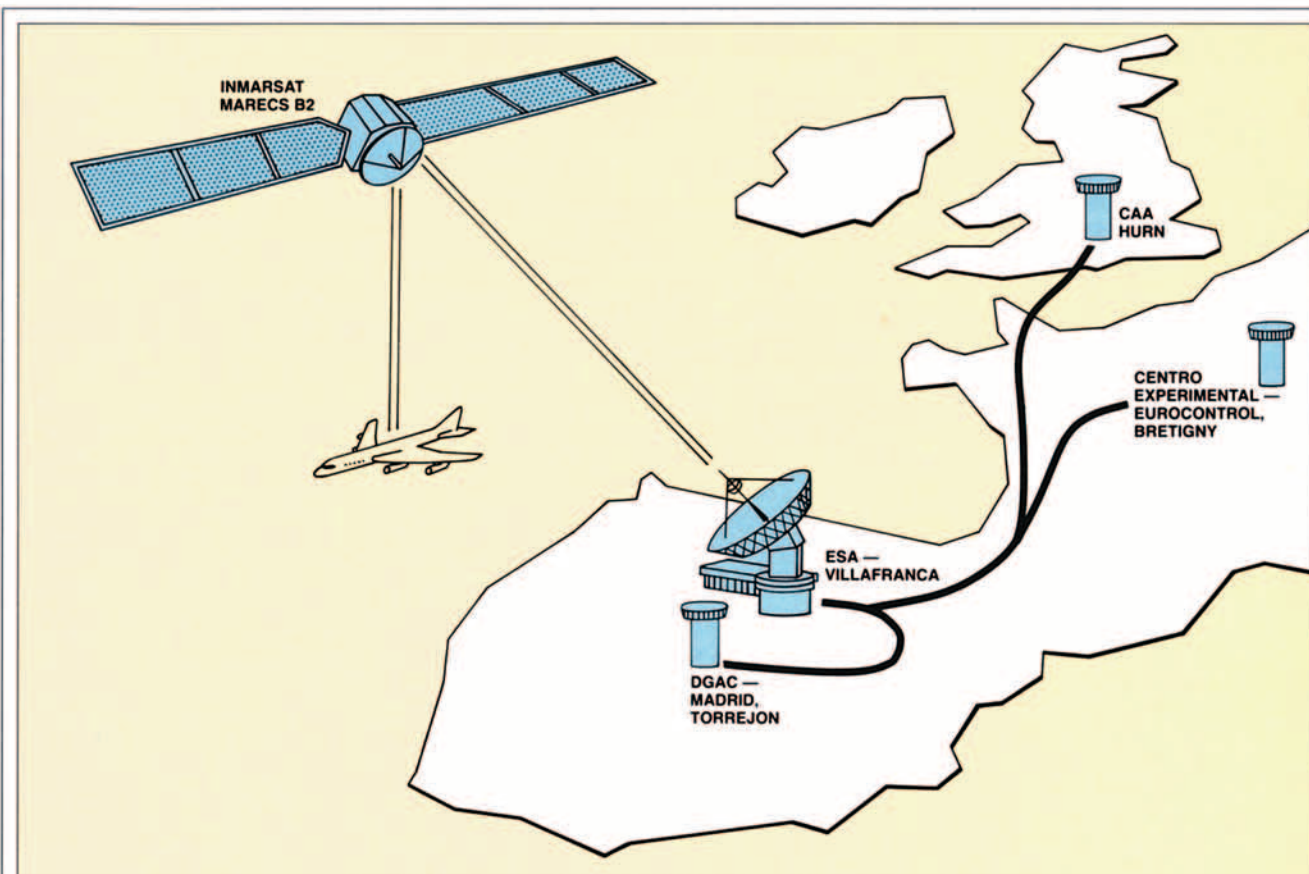 INMARSAT
MARECS B2
CAA
HURN
CENTRO
EXPERIMENTAL —
EUROCONTROL,
BRETIGNY
ESA —
VILLAFRANCA
DGAC —
MADRID,
TORREJON